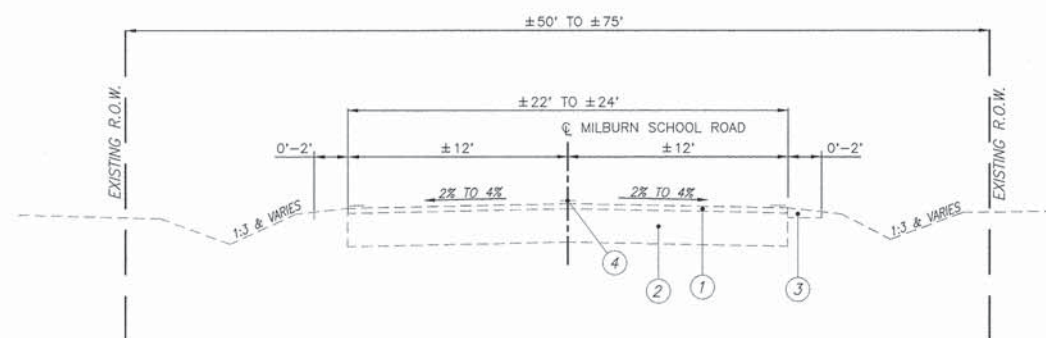 ±50' TO ±75'
±22' TO ±24'
℄ MILBURN SCHOOL ROAD
0'-2'
±12'
±12'
0'-2'
EXISTING R.O.W.
EXISTING R.O.W.
2% TO 4%
2% TO 4%
1:3 & VARIES
1:3 & VARIES
4
2
1
3